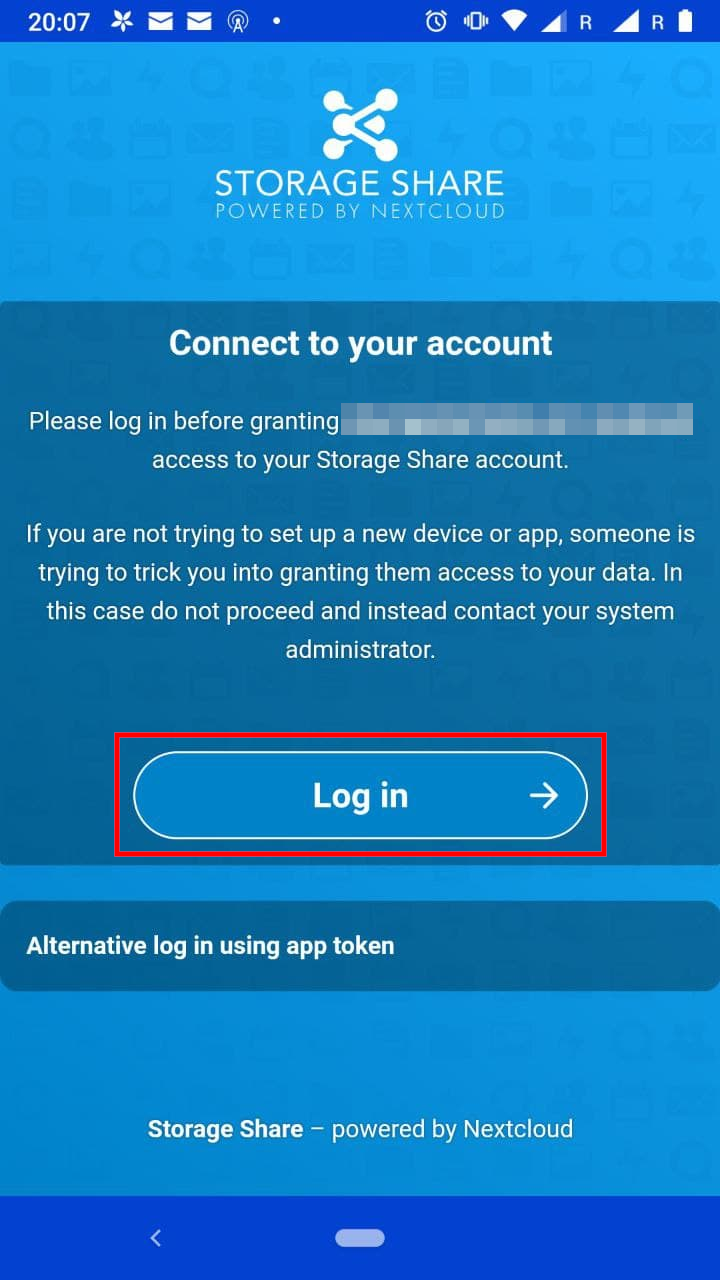 20:07 R R
STORAGE SHARE
POWERED BY NEXTCLOUD
Connect to your account
Please log in before granting
access to your Storage Share account.
If you are not trying to set up a new device or app, someone is
trying to trick you into granting them access to your data. In
this case do not proceed and instead contact your system
administrator.
Log in
Alternative log in using app token
Storage Share – powered by Nextcloud